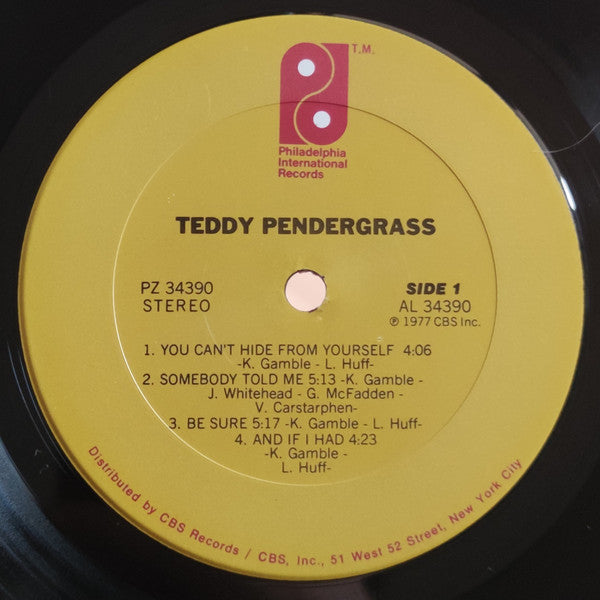 T.M.
Philadelphia
International
Records
TEDDY PENDERGRASS
PZ 34390
STEREO
SIDE 1
AL 34390
℗ 1977 CBS Inc.
1. YOU CAN'T HIDE FROM YOURSELF 4:06
-K. Gamble - L. Huff-
2. SOMEBODY TOLD ME 5:13 -K. Gamble -
J. Whitehead - G. McFadden -
V. Carstarphen-
3. BE SURE 5:17 -K. Gamble - L. Huff-
4. AND IF I HAD 4:23
-K. Gamble -
L. Huff-
Distributed by CBS Records / CBS, Inc., 51 West 52 Street, New York City